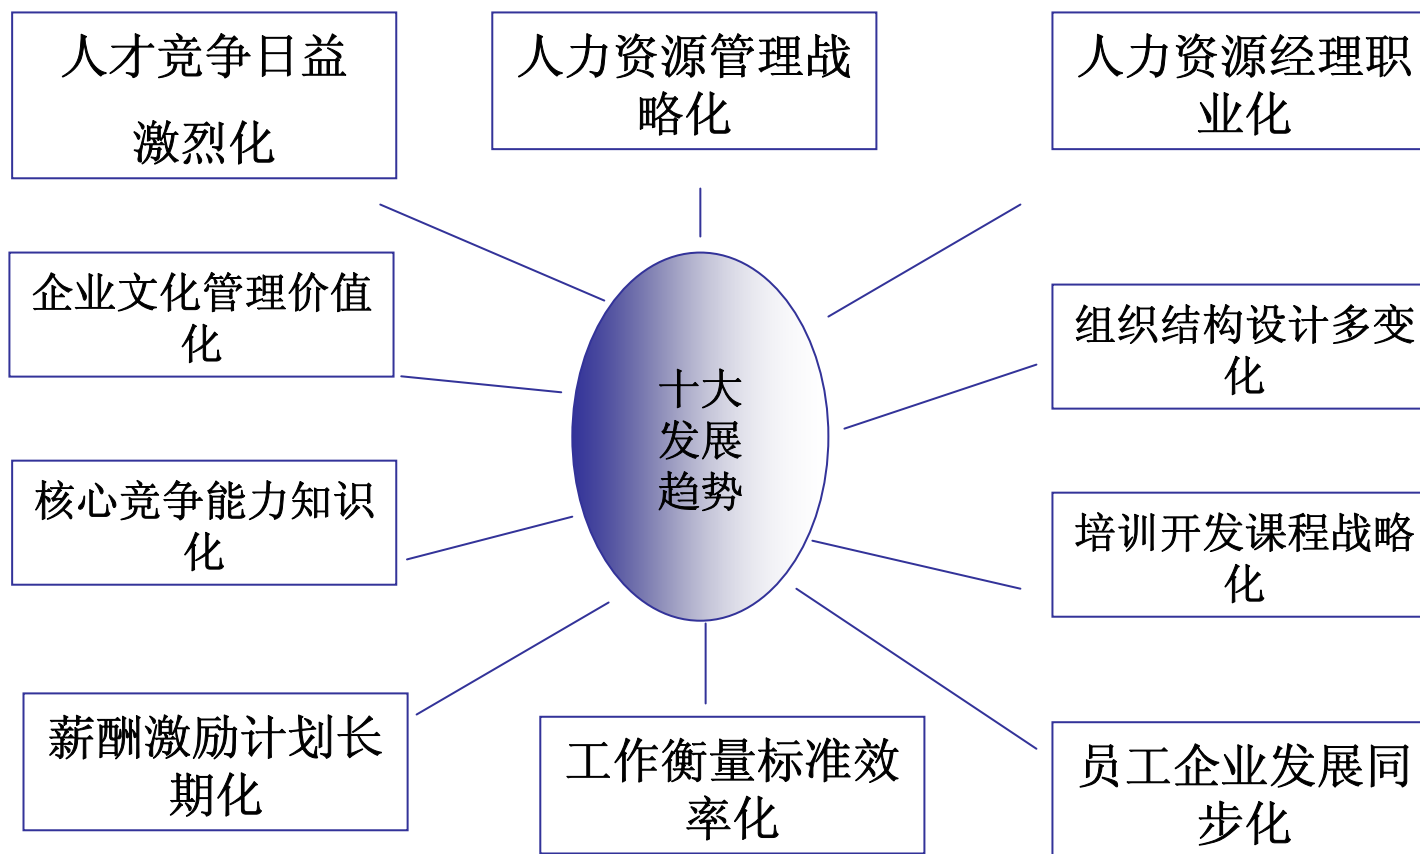 人才竞争日益
激烈化
人力资源管理战
略化
人力资源经理职
业化
企业文化管理价值
化
组织结构设计多变
化
十大
发展
趋势
核心竞争能力知识
化
培训开发课程战略
化
薪酬激励计划长
期化
工作衡量标准效
率化
员工企业发展同
步化